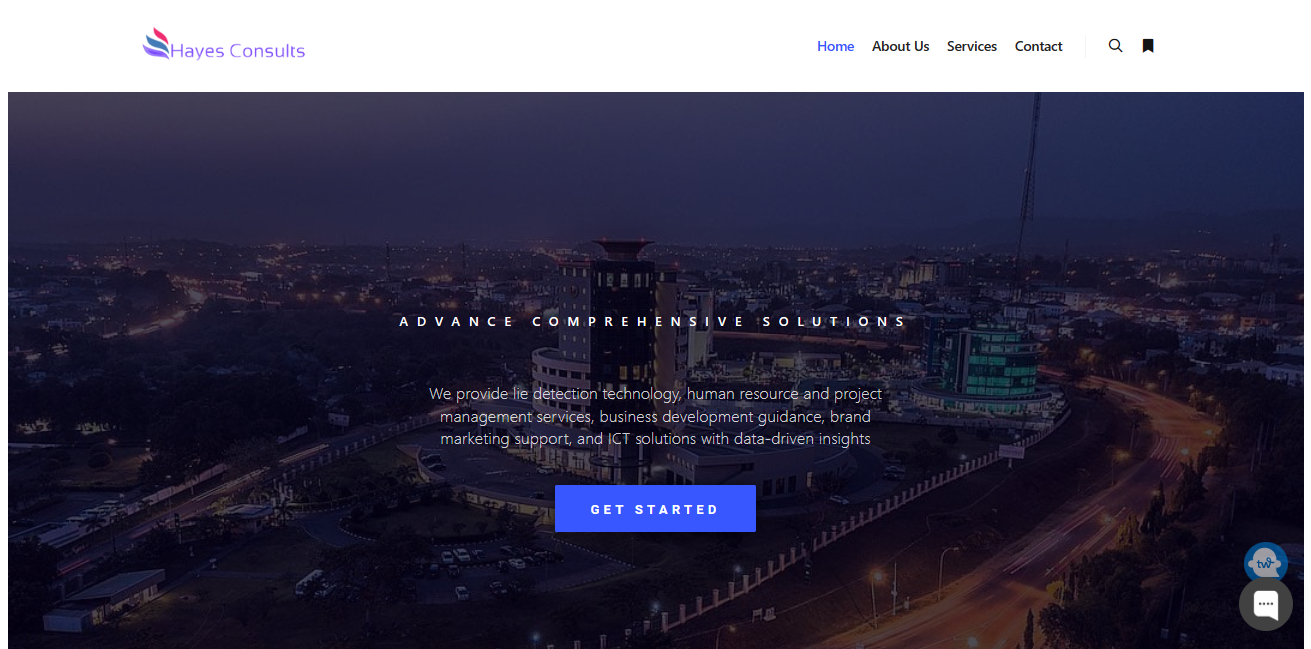 Hayes Consults
Home
About Us
Services
Contact
ADVANCE COMPREHENSIVE SOLUTIONS
We provide lie detection technology, human resource and project
management services, business development guidance, brand
marketing support, and ICT solutions with data-driven insights
GET STARTED
tw